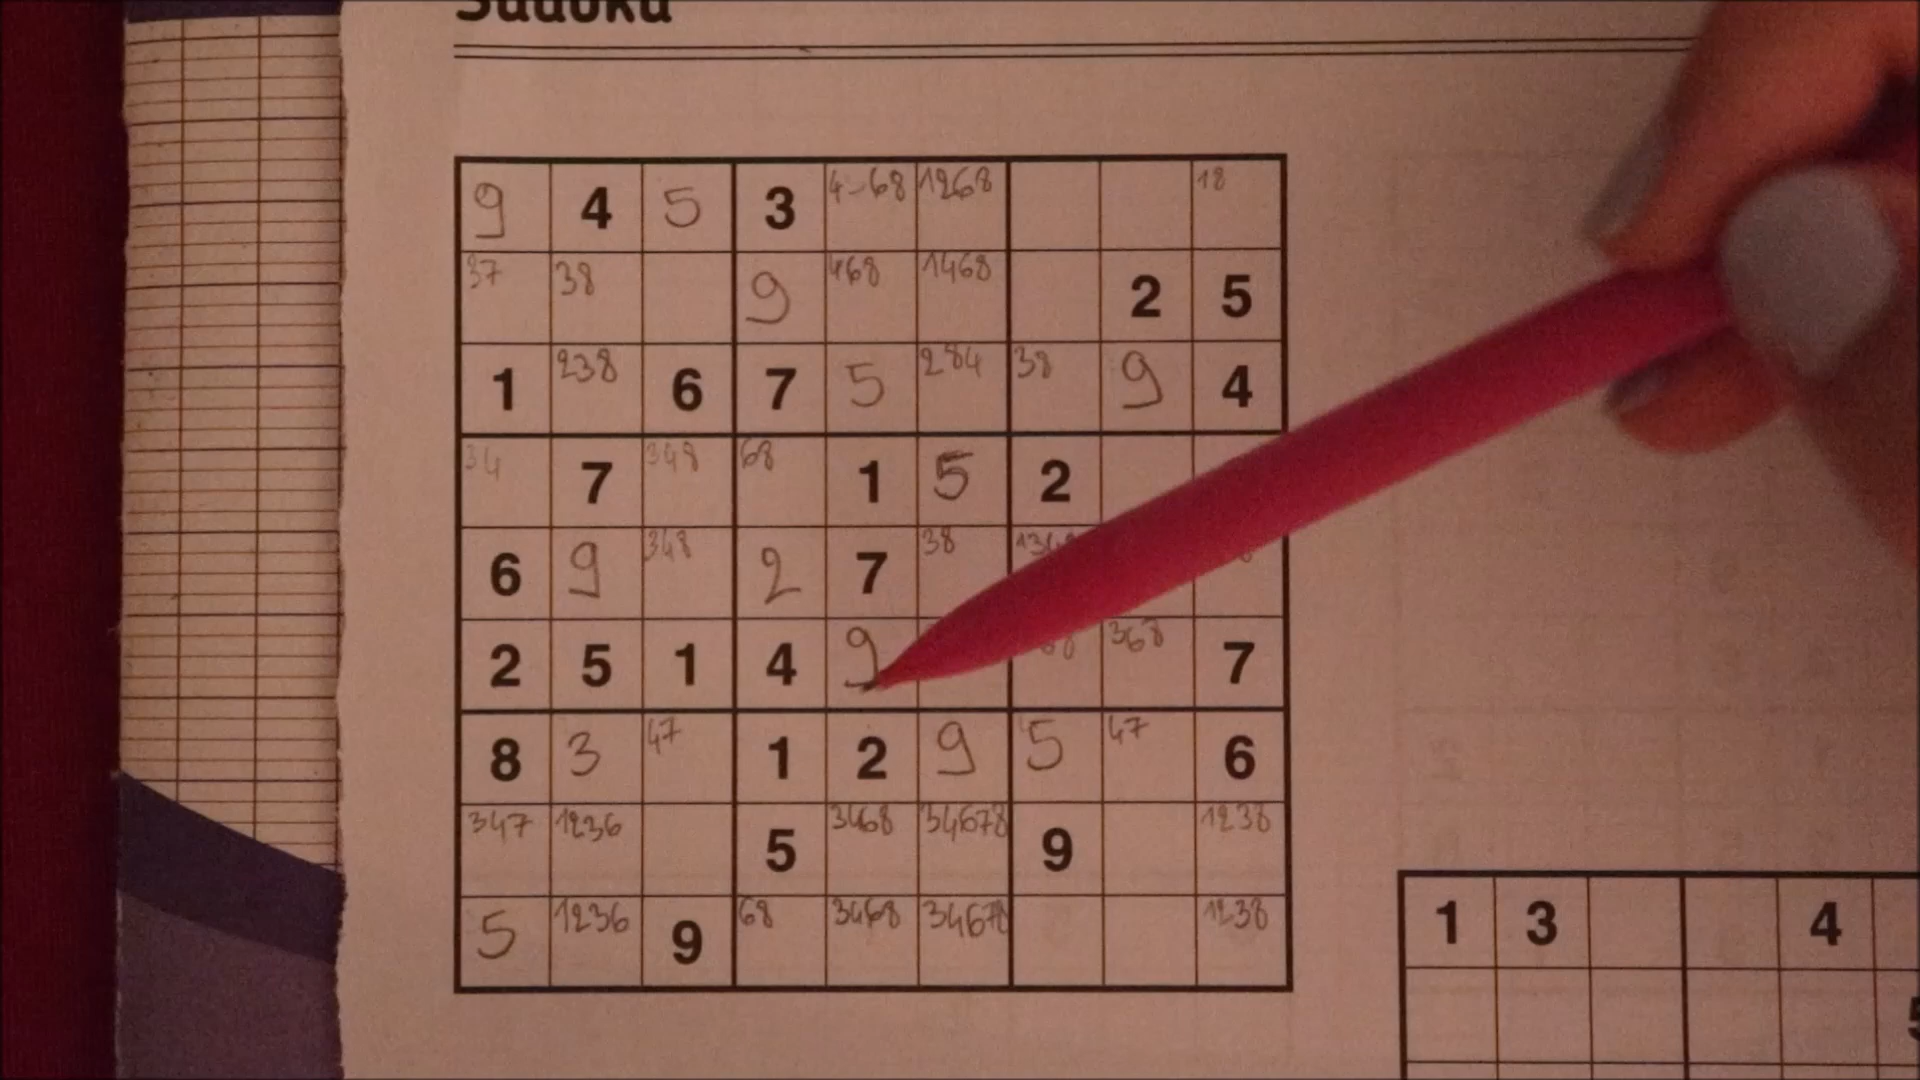 Sudoku
9 4 5 3 4-68 1268 18
37 38 9 468 1468 2 5
1 238 6 7 5 284 38 9 4
34 7 348 68 1 5 2
6 9 348 2 7 38
2 5 1 4 9 368 7
8 3 47 1 2 9 5 47 6
347 1236 5 3468 34678 9 1238
5 1236 9 68 3468 34678 1238
1 3 4